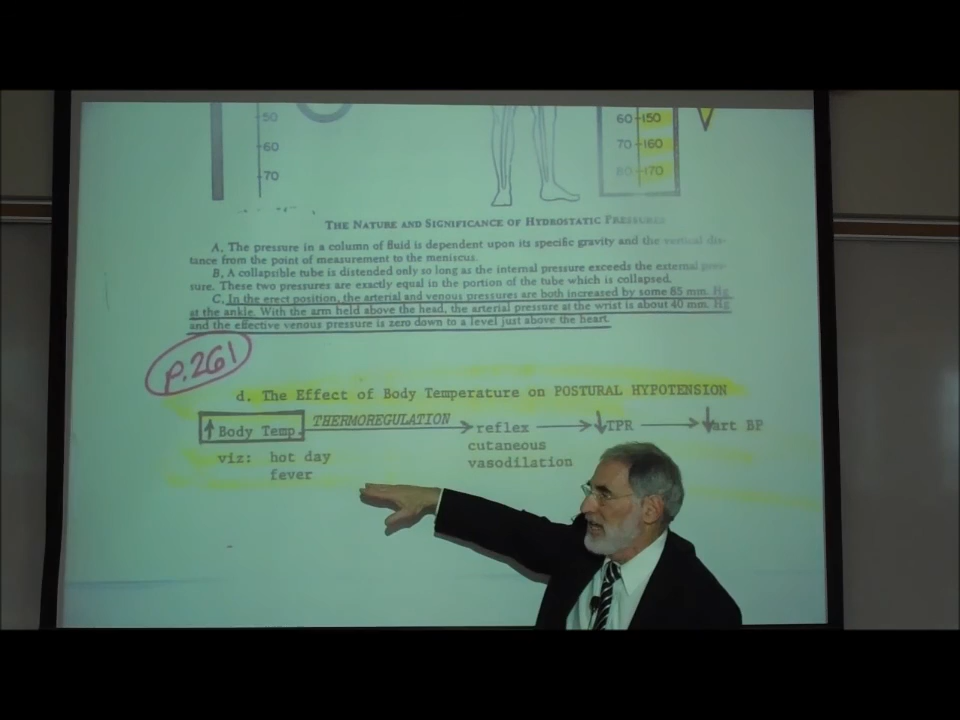 50
60
70
60 150
70 160
80 170
THE NATURE AND SIGNIFICANCE OF HYDROSTATIC PRESSURES
A. The pressure in a column of fluid is dependent upon its specific gravity and the vertical dis-
tance from the point of measurement to the meniscus.
B. A collapsible tube is distended only so long as the internal pressure exceeds the external pres-
sure. These two pressures are exactly equal in the portion of the tube which is collapsed.
C. In the erect position, the arterial and venous pressures are both increased by some 85 mm. Hg
at the ankle. With the arm held above the head, the arterial pressure at the wrist is about 40 mm. Hg
and the effective venous pressure is zero down to a level just above the heart.
p.261
d. The Effect of Body Temperature on POSTURAL HYPOTENSION
↑ Body Temp. THERMOREGULATION → reflex → ↓TPR → ↓art BP
viz: hot day cutaneous
fever vasodilation